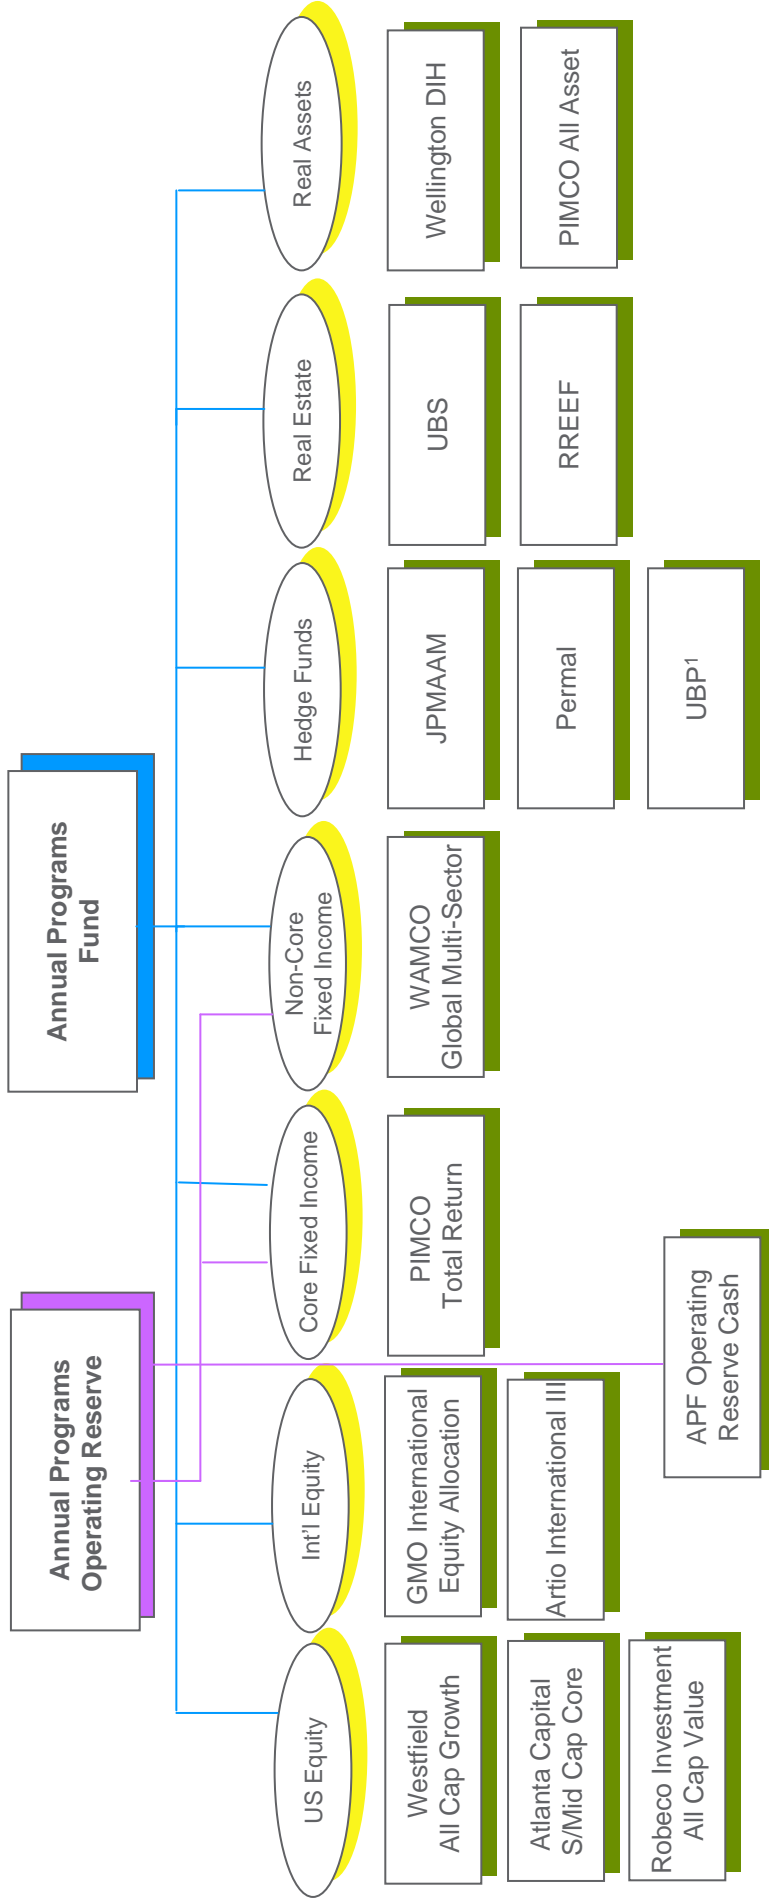 Annual Programs
Operating Reserve
Annual Programs
Fund
US Equity
Int'l Equity
Core Fixed Income
Non-Core
Fixed Income
Hedge Funds
Real Estate
Real Assets
Westfield
All Cap Growth
GMO International
Equity Allocation
PIMCO
Total Return
WAMCO
Global Multi-Sector
JPMAAM
UBS
Wellington DIH
Atlanta Capital
S/Mid Cap Core
Artio International III
Permal
RREEF
PIMCO All Asset
Robeco Investment
All Cap Value
APF Operating
Reserve Cash
UBP¹